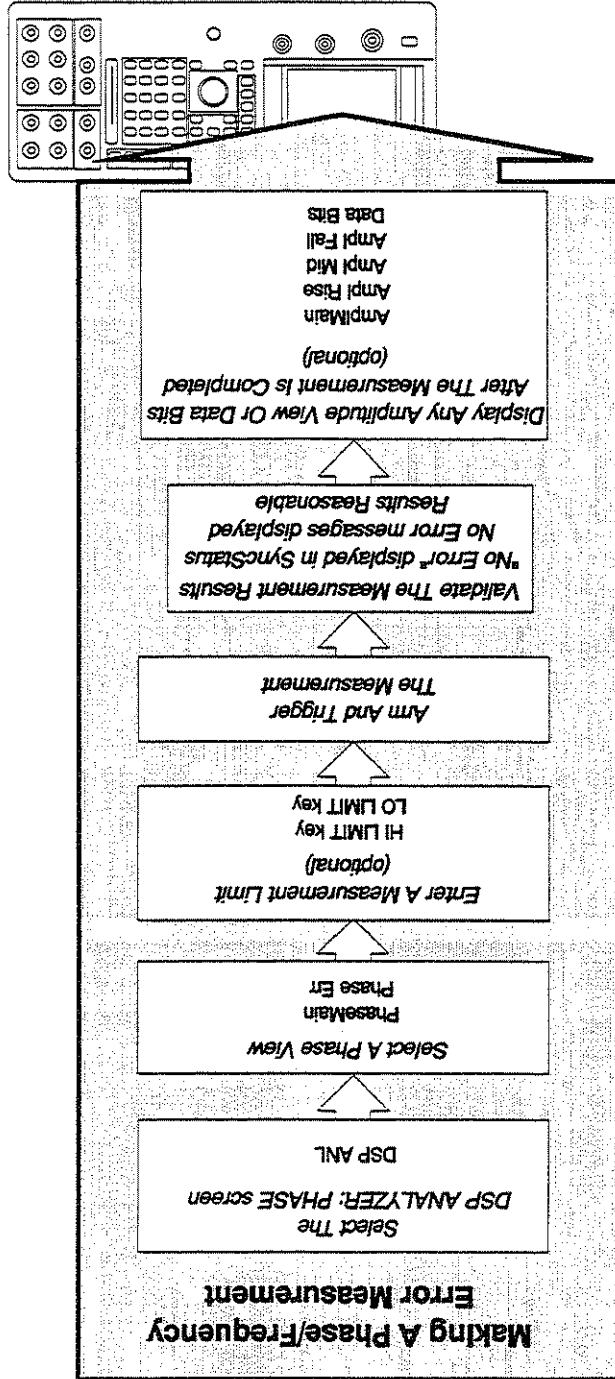 Making A Phase/Frequency
Error Measurement
Select The
DSP ANALYZER: PHASE screen
DSP ANL
Select A Phase View
PhaseMain
Phase Err
Enter A Measurement Limit
(optional)
HI LIMIT key
LO LIMIT key
Arm And Trigger
The Measurement
Validate The Measurement Results
"No Error" displayed in SyncStatus
No Error messages displayed
Results Reasonable
Display Any Amplitude View Or Data Bits
After The Measurement Is Completed
(optional)
AmplMain
Ampl Rise
Ampl Mid
Ampl Fall
Data Bits